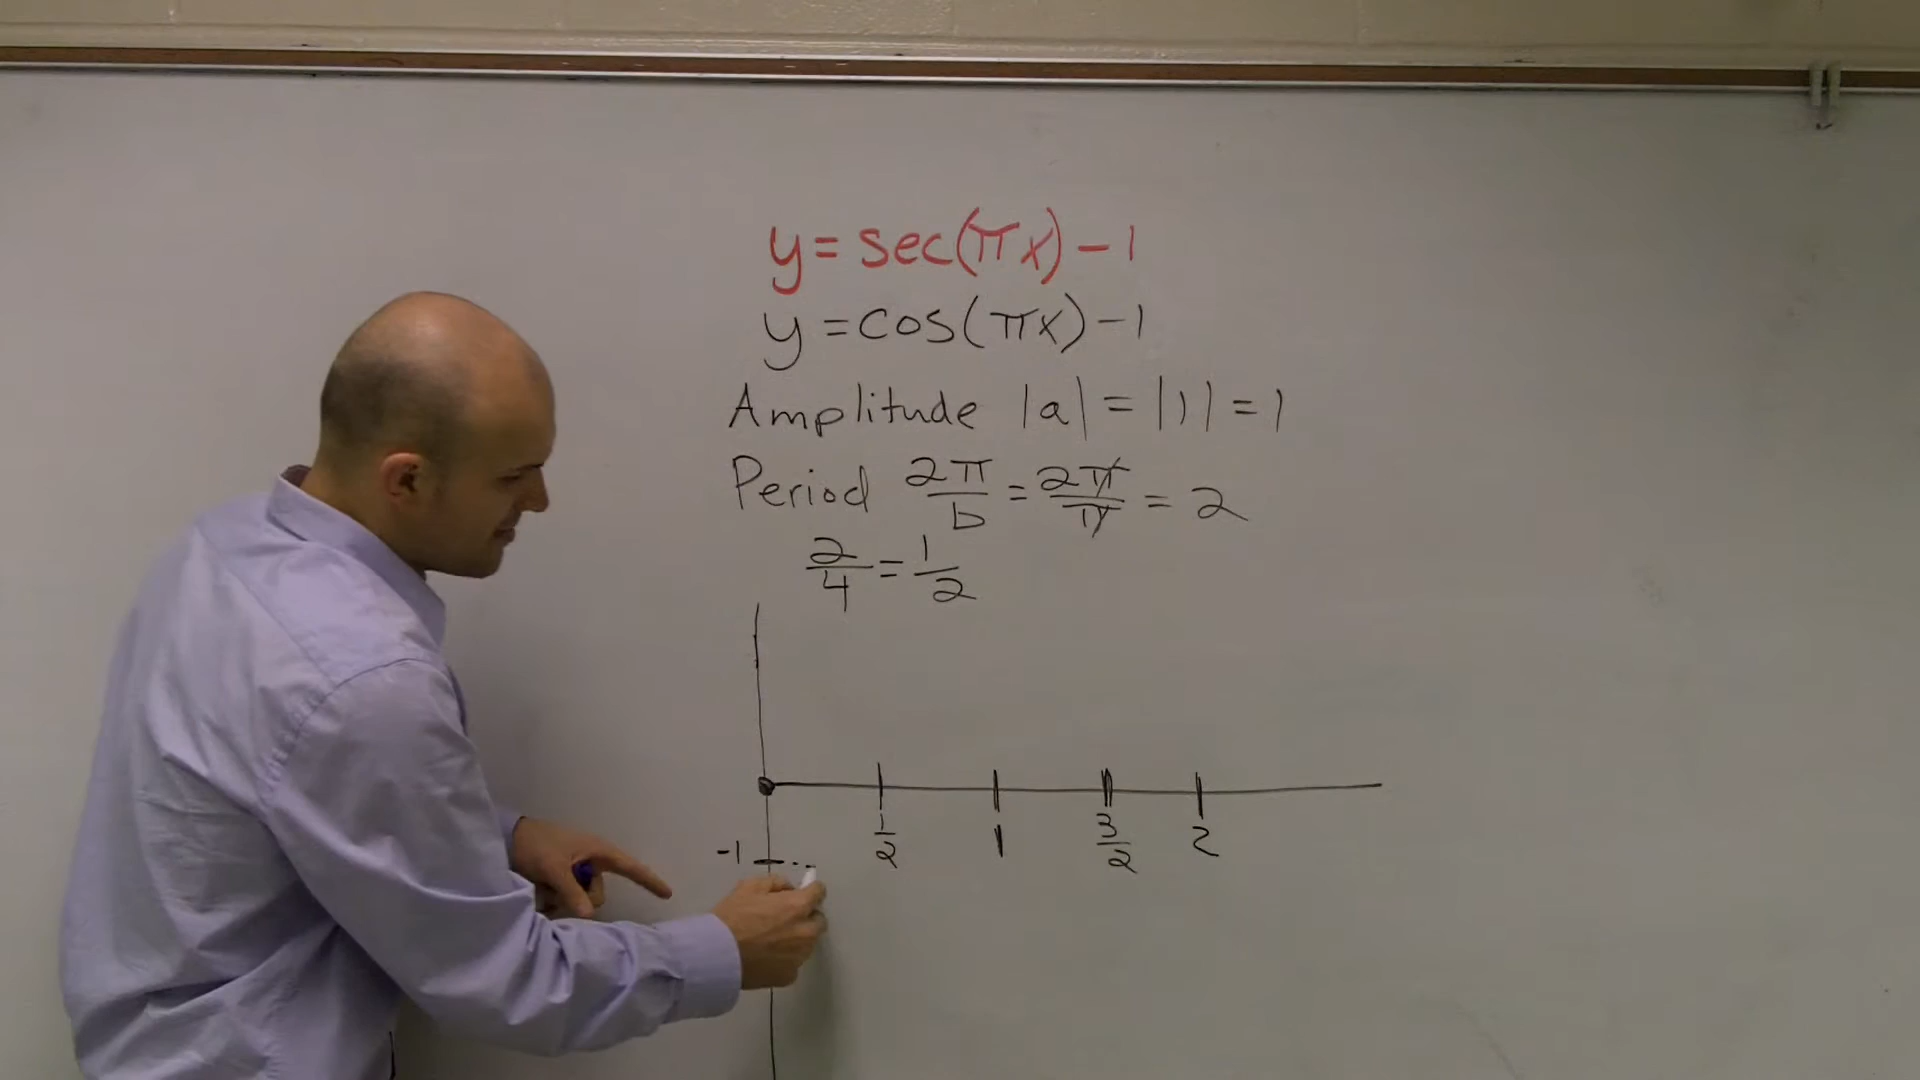 y = sec(πx) - 1
y = cos(πx) - 1
Amplitude |a| = |1| = 1
Period 2π/b = 2π/π = 2
2/4 = 1/2
1/2 1 3/2 2
-1